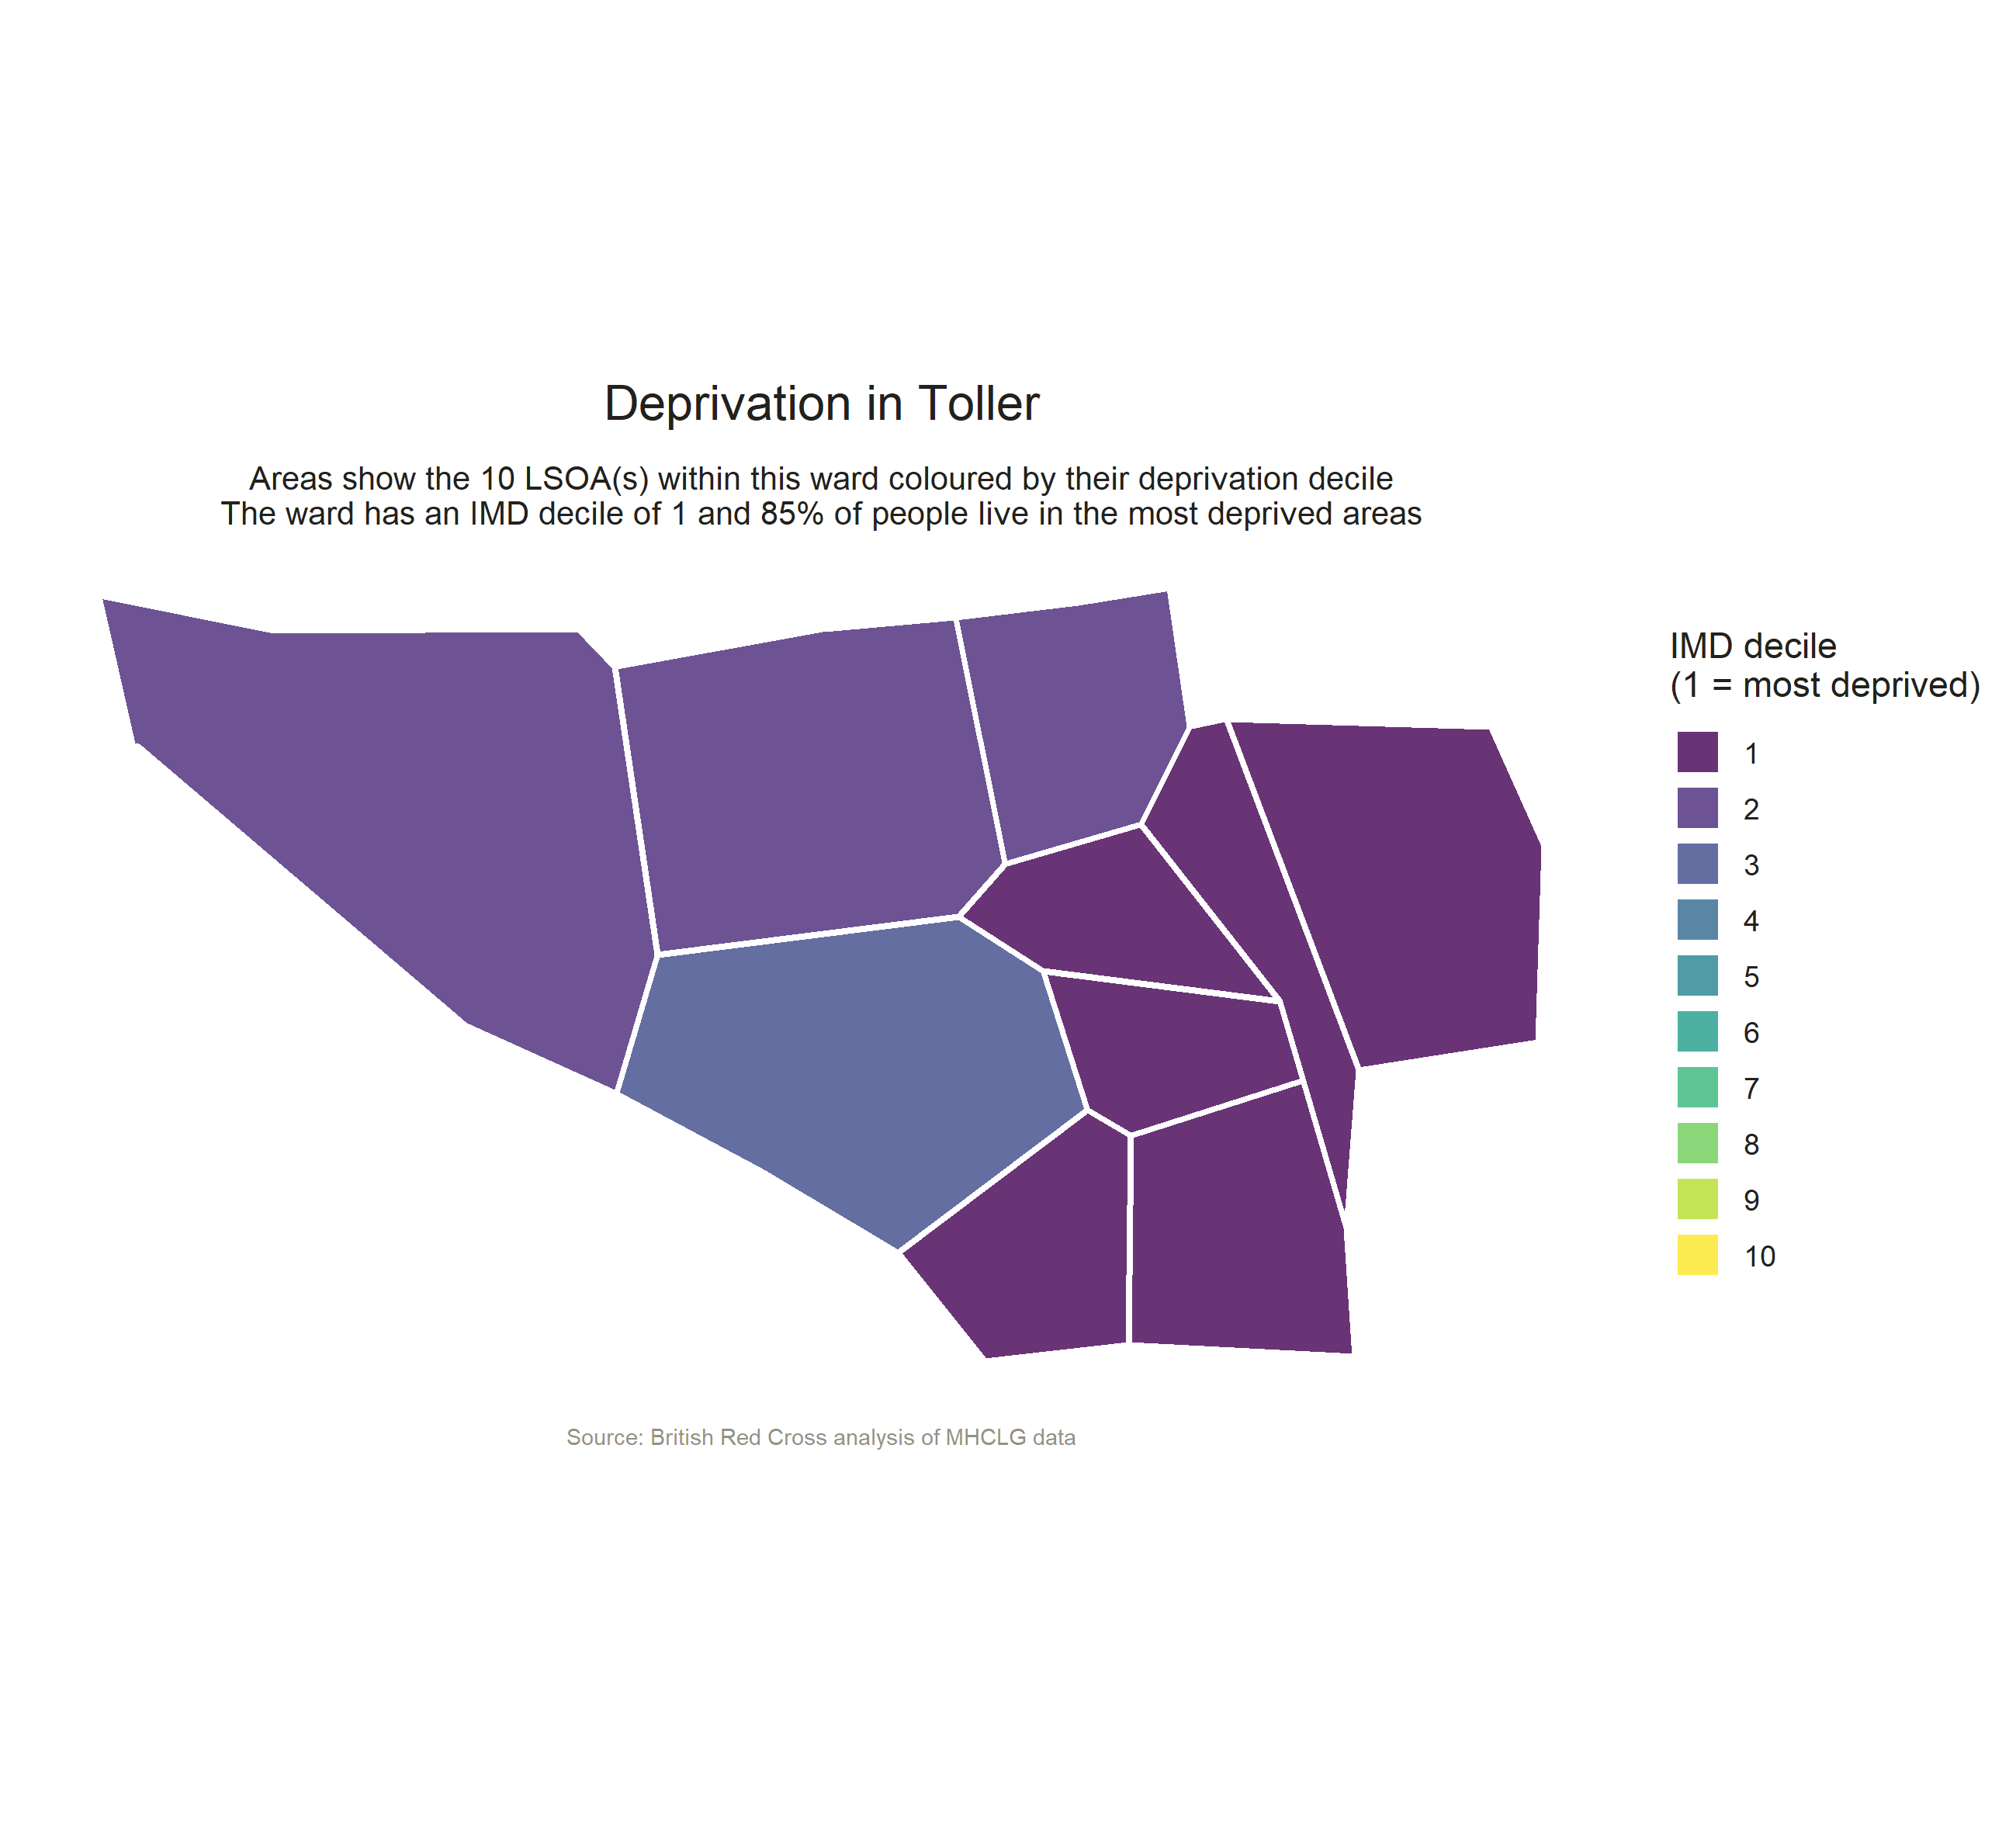 Deprivation in Toller
Areas show the 10 LSOA(s) within this ward coloured by their deprivation decile
The ward has an IMD decile of 1 and 85% of people live in the most deprived areas
IMD decile
(1 = most deprived)
1
2
3
4
5
6
7
8
9
10
Source: British Red Cross analysis of MHCLG data